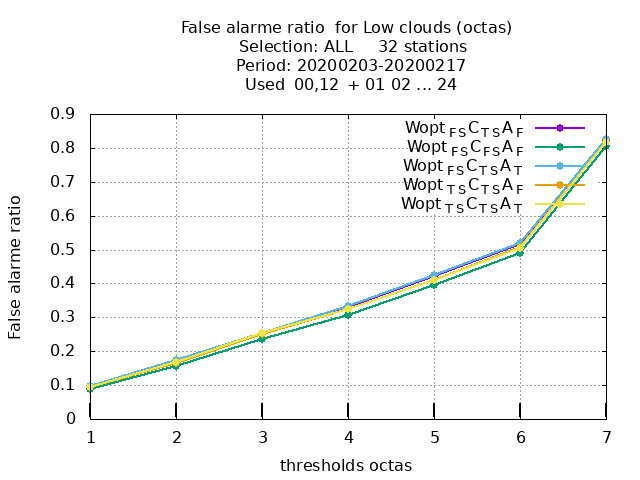 False alarme ratio  for Low clouds (octas)
Selection: ALL     32 stations
Period: 20200203-20200217
Used  00,12  + 01 02 ... 24
Wopt FS C TS A F
Wopt FS C FS A F
Wopt FS C TS A T
Wopt TS C TS A F
Wopt TS C TS A T
False alarme ratio
0.9
0.8
0.7
0.6
0.5
0.4
0.3
0.2
0.1
0
1 2 3 4 5 6 7
thresholds octas